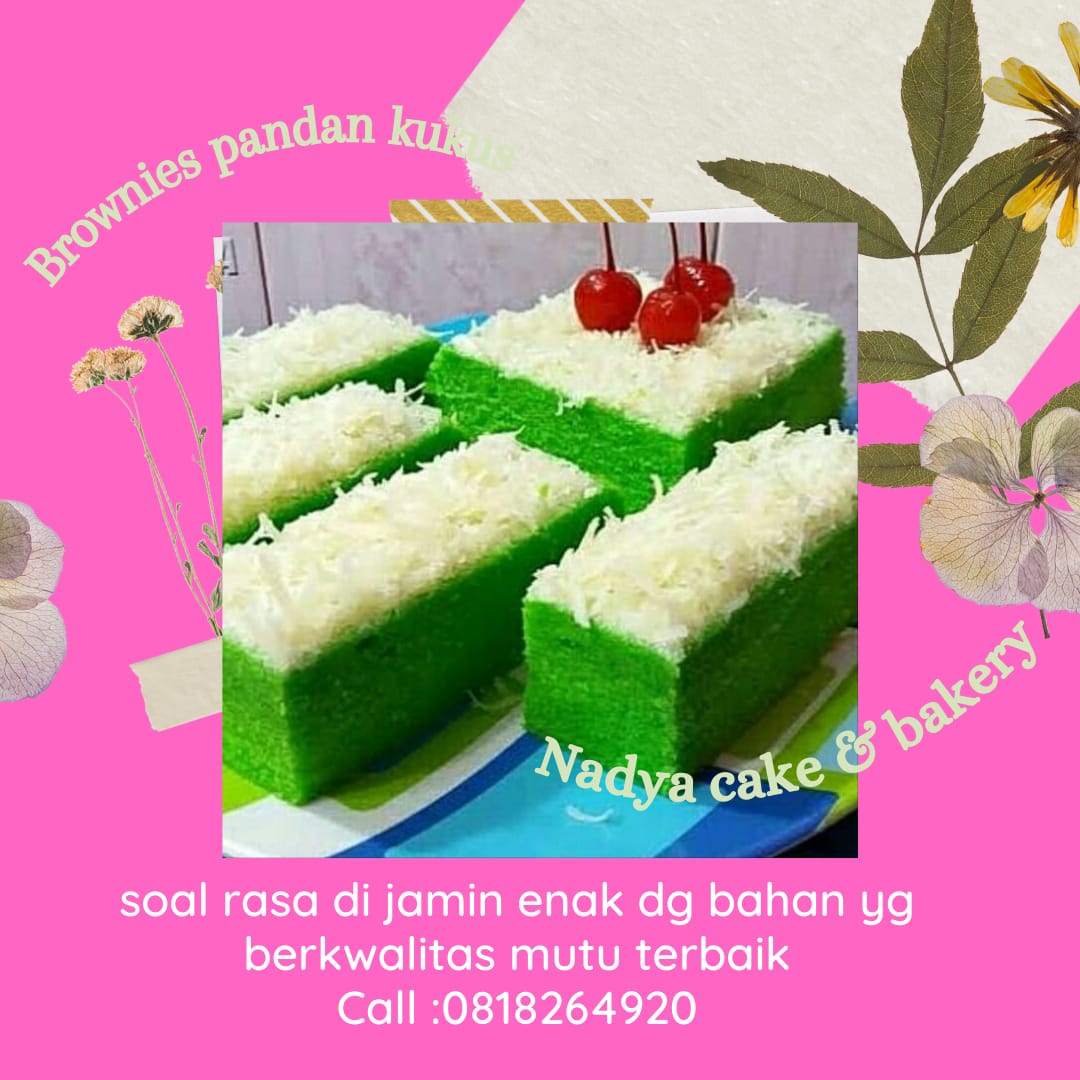 Brownies pandan kukus
Nadya cake & bakery
soal rasa di jamin enak dg bahan yg
berkwalitas mutu terbaik
Call :0818264920